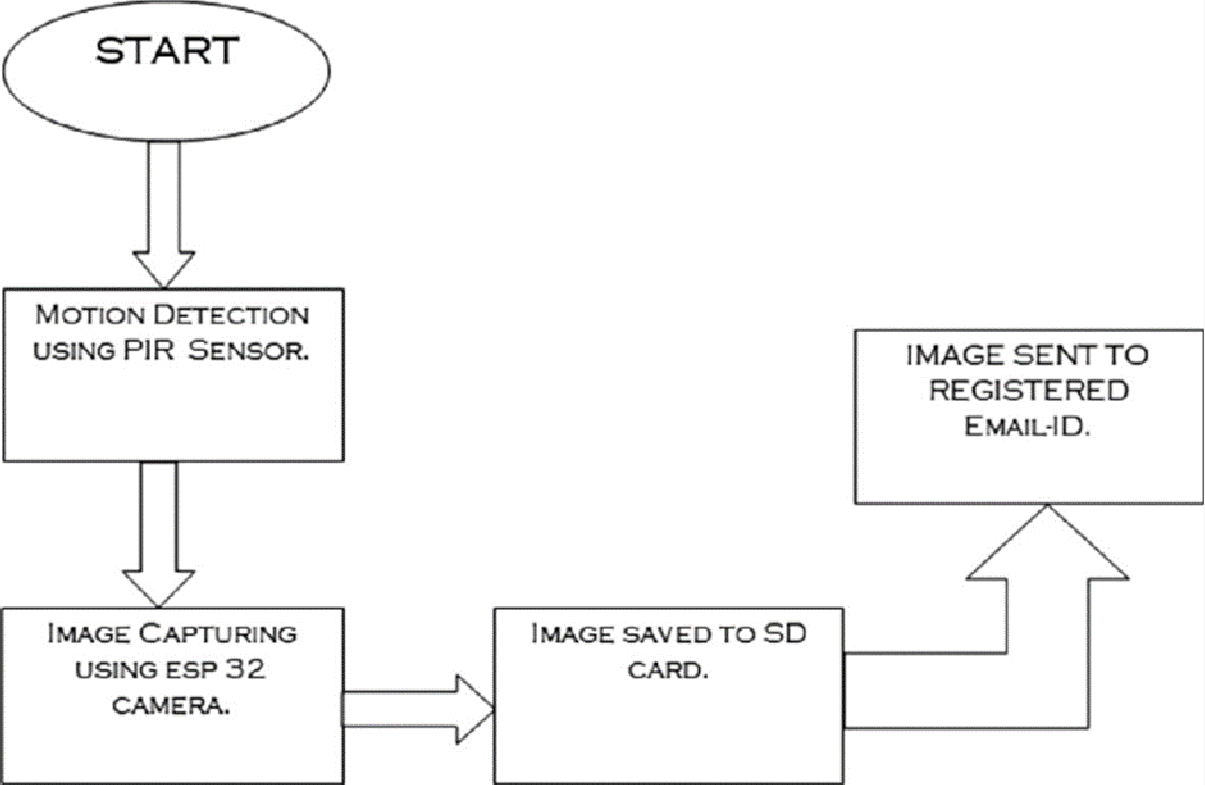 START
MOTION DETECTION
USING PIR SENSOR.
IMAGE CAPTURING
USING ESP 32
CAMERA.
IMAGE SAVED TO SD
CARD.
IMAGE SENT TO
REGISTERED
EMAIL-ID.